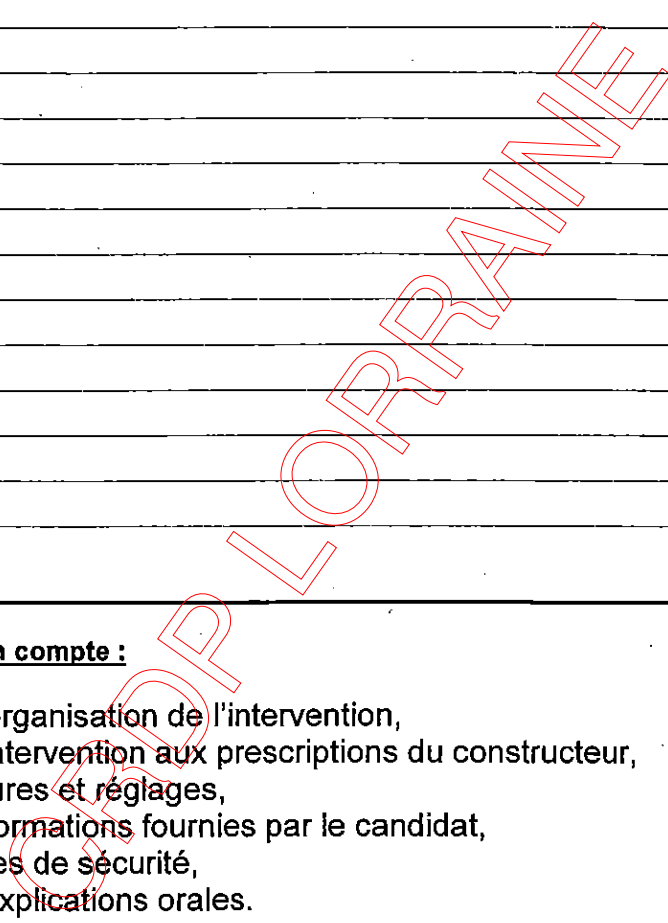 compte :
rganisation de l'intervention,
ntervention aux prescriptions du constructeur,
ures et réglages,
ormations fournies par le candidat,
es de sécurité,
xplications orales.
CRDP LORRAINE